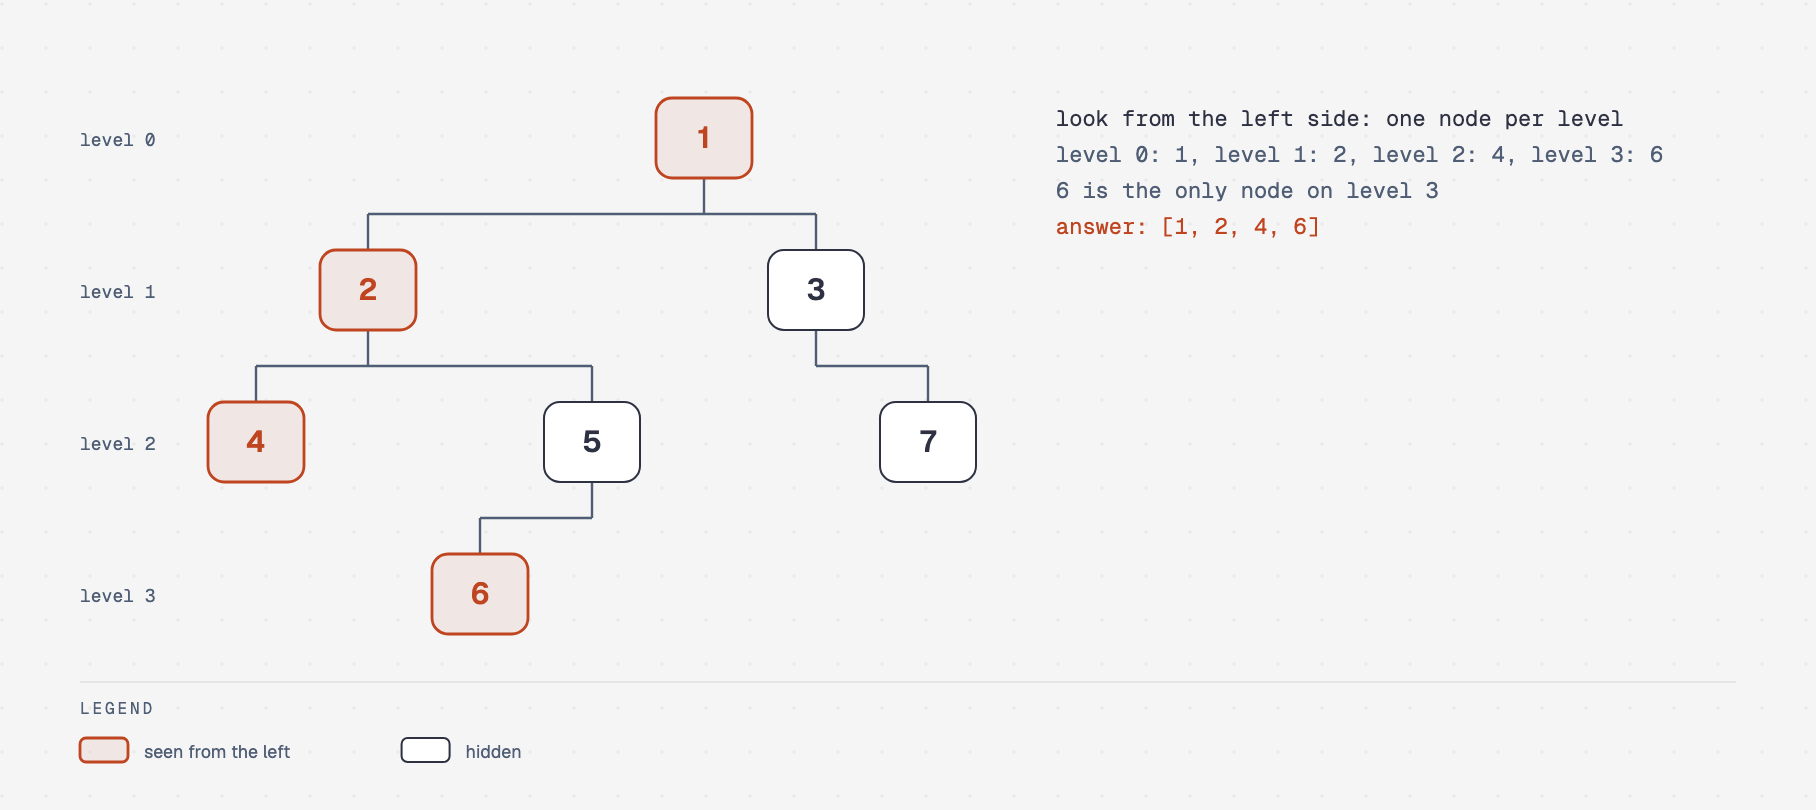 look from the left side: one node per level
level 0: 1, level 1: 2, level 2: 4, level 3: 6
6 is the only node on level 3
answer: [1, 2, 4, 6]
level 0
1
level 1
2
3
level 2
4
5
7
level 3
6
LEGEND
seen from the left
hidden